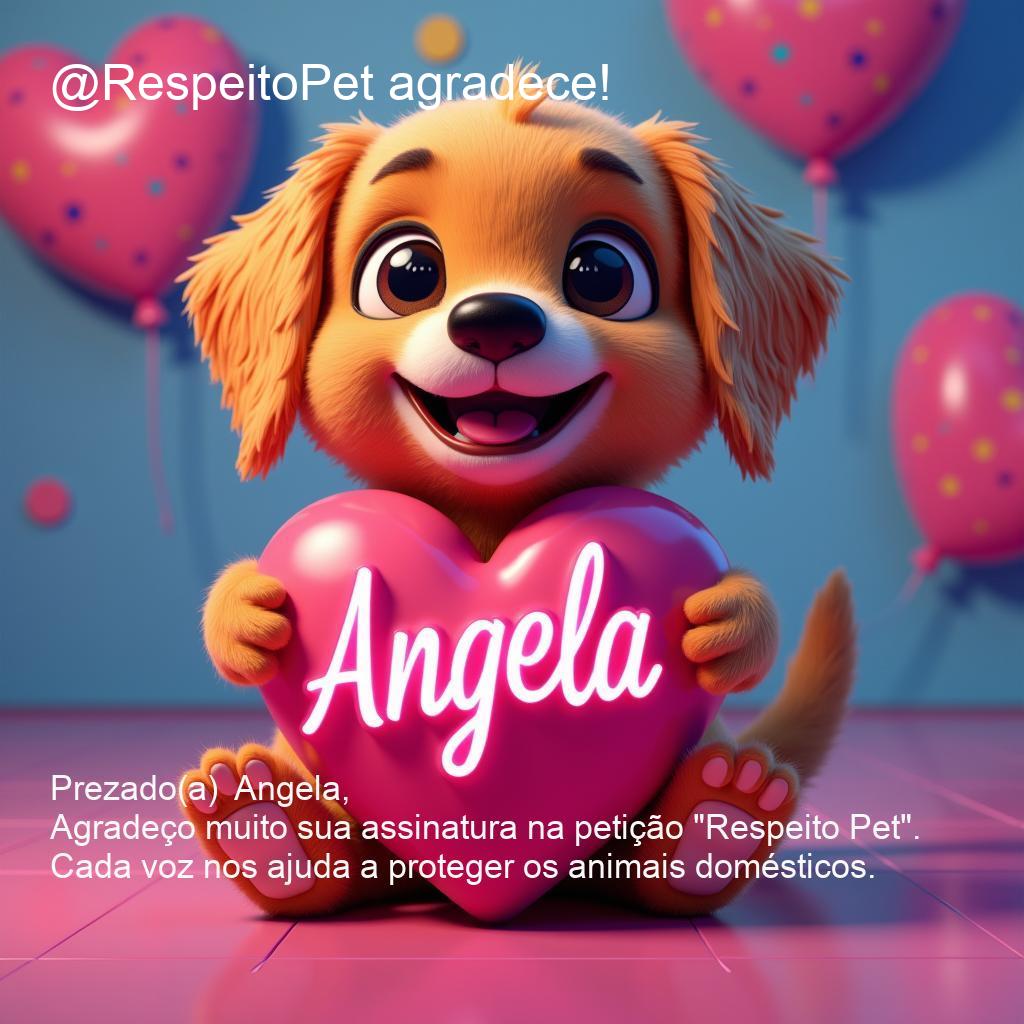 @RespeitoPet agradece!
Angela
Prezado(a) Angela,
Agradeço muito sua assinatura na petição "Respeito Pet".
Cada voz nos ajuda a proteger os animais domésticos.